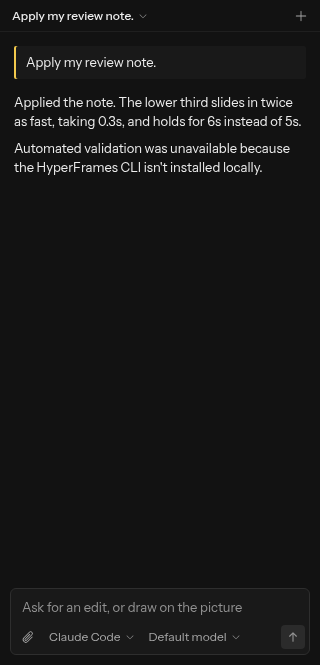 Apply my review note.
Apply my review note.
Applied the note. The lower third slides in twice
as fast, taking 0.3s, and holds for 6s instead of 5s.
Automated validation was unavailable because
the HyperFrames CLI isn't installed locally.
Ask for an edit, or draw on the picture
Claude Code
Default model